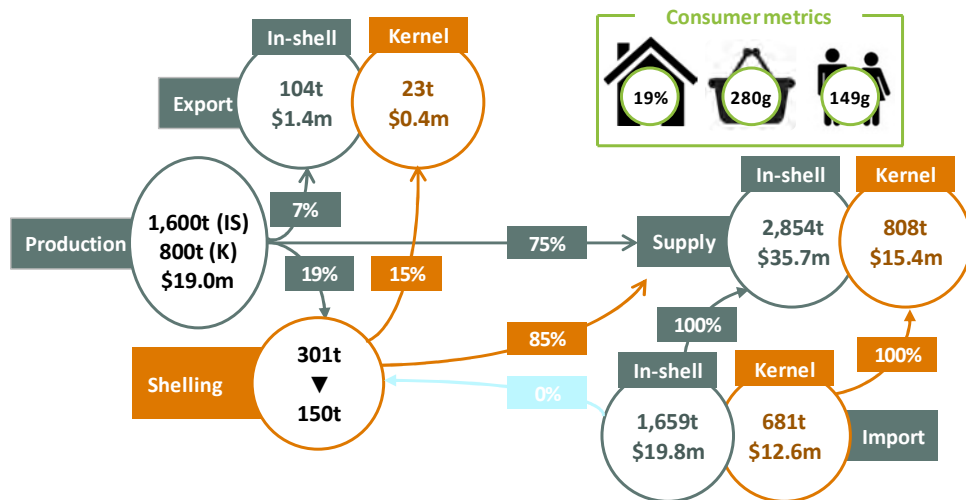 Consumer metrics
19%
280g
149g
In-shell
Kernel
Export
104t
$1.4m
23t
$0.4m
7%
Production
1,600t (IS)
800t (K)
$19.0m
75%
19%
15%
Supply
In-shell
Kernel
2,854t
$35.7m
808t
$15.4m
Shelling
301t
▼
150t
85%
0%
100%
100%
In-shell
Kernel
1,659t
$19.8m
681t
$12.6m
Import